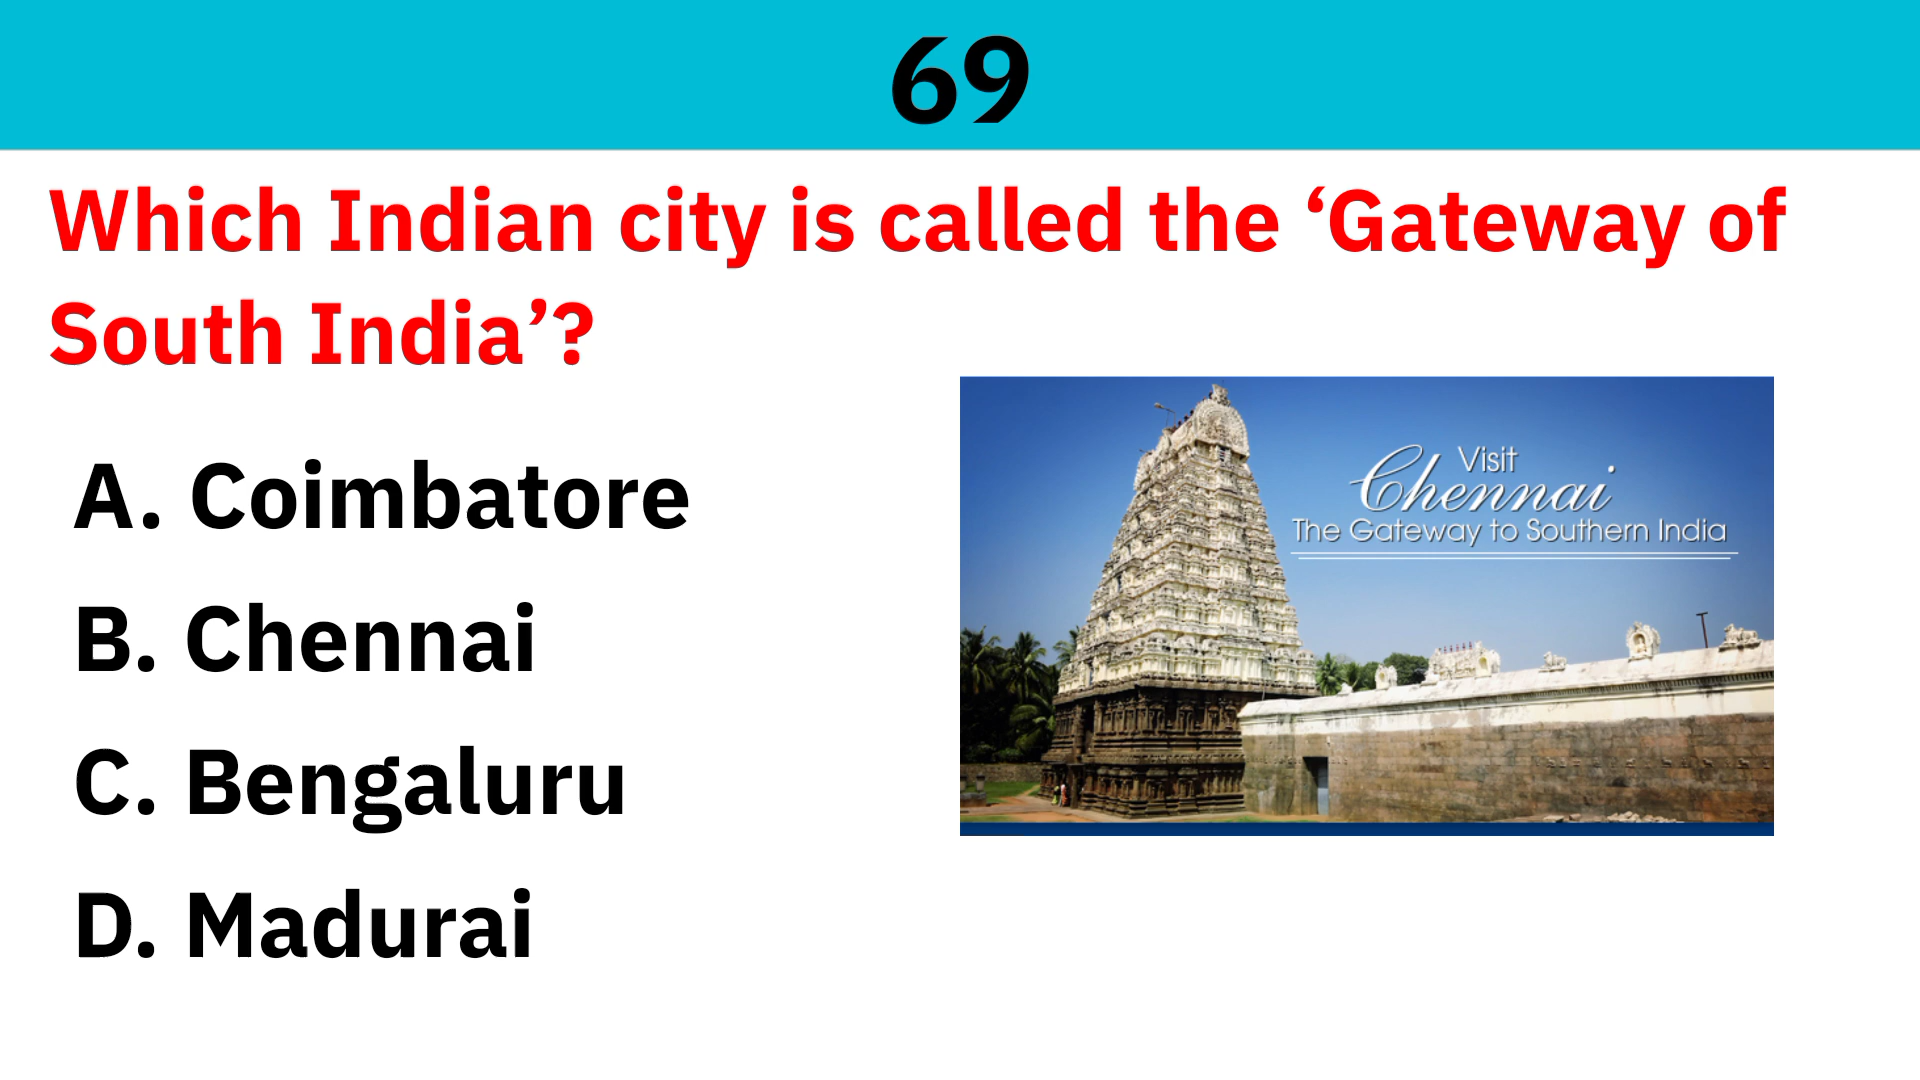 69
Which Indian city is called the ‘Gateway of
South India’?
A. Coimbatore
B. Chennai
C. Bengaluru
D. Madurai
Visit
Chennai
The Gateway to Southern India